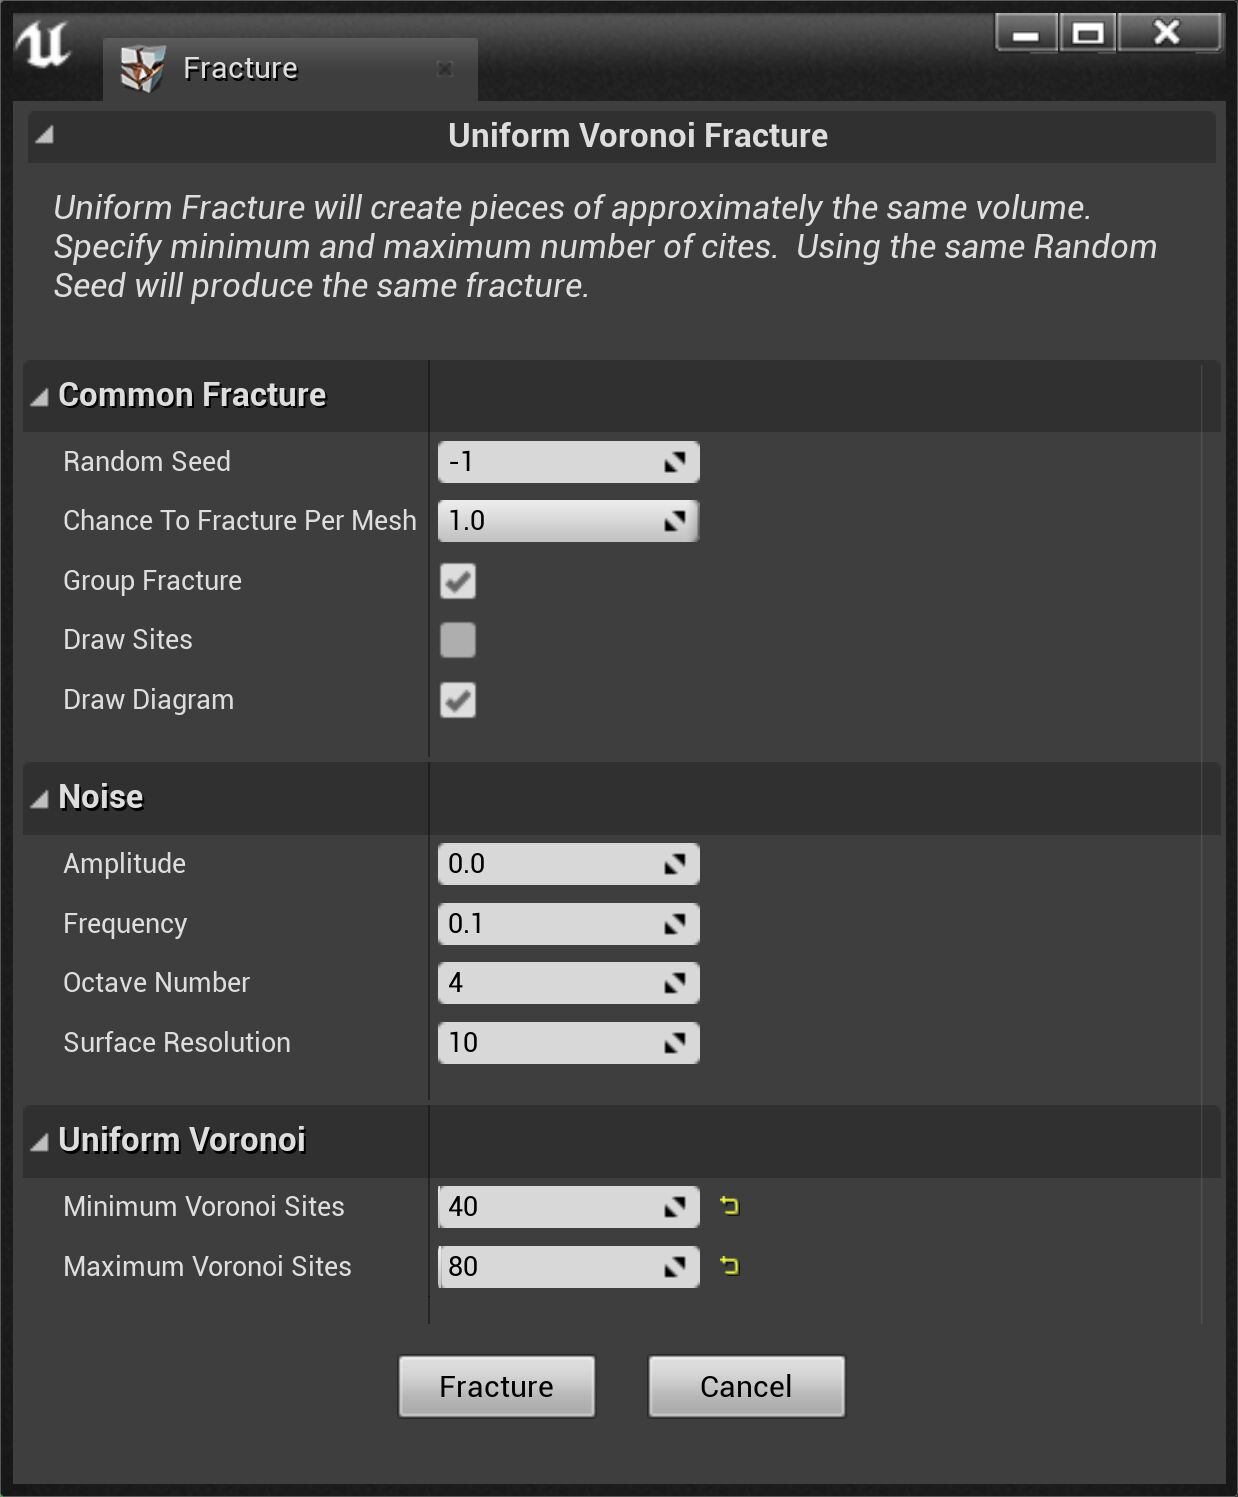 Fracture
Uniform Voronoi Fracture
Uniform Fracture will create pieces of approximately the same volume.
Specify minimum and maximum number of cites.  Using the same Random
Seed will produce the same fracture.
Common Fracture
Random Seed -1
Chance To Fracture Per Mesh 1.0
Group Fracture
Draw Sites
Draw Diagram
Noise
Amplitude 0.0
Frequency 0.1
Octave Number 4
Surface Resolution 10
Uniform Voronoi
Minimum Voronoi Sites 40
Maximum Voronoi Sites 80
Fracture Cancel